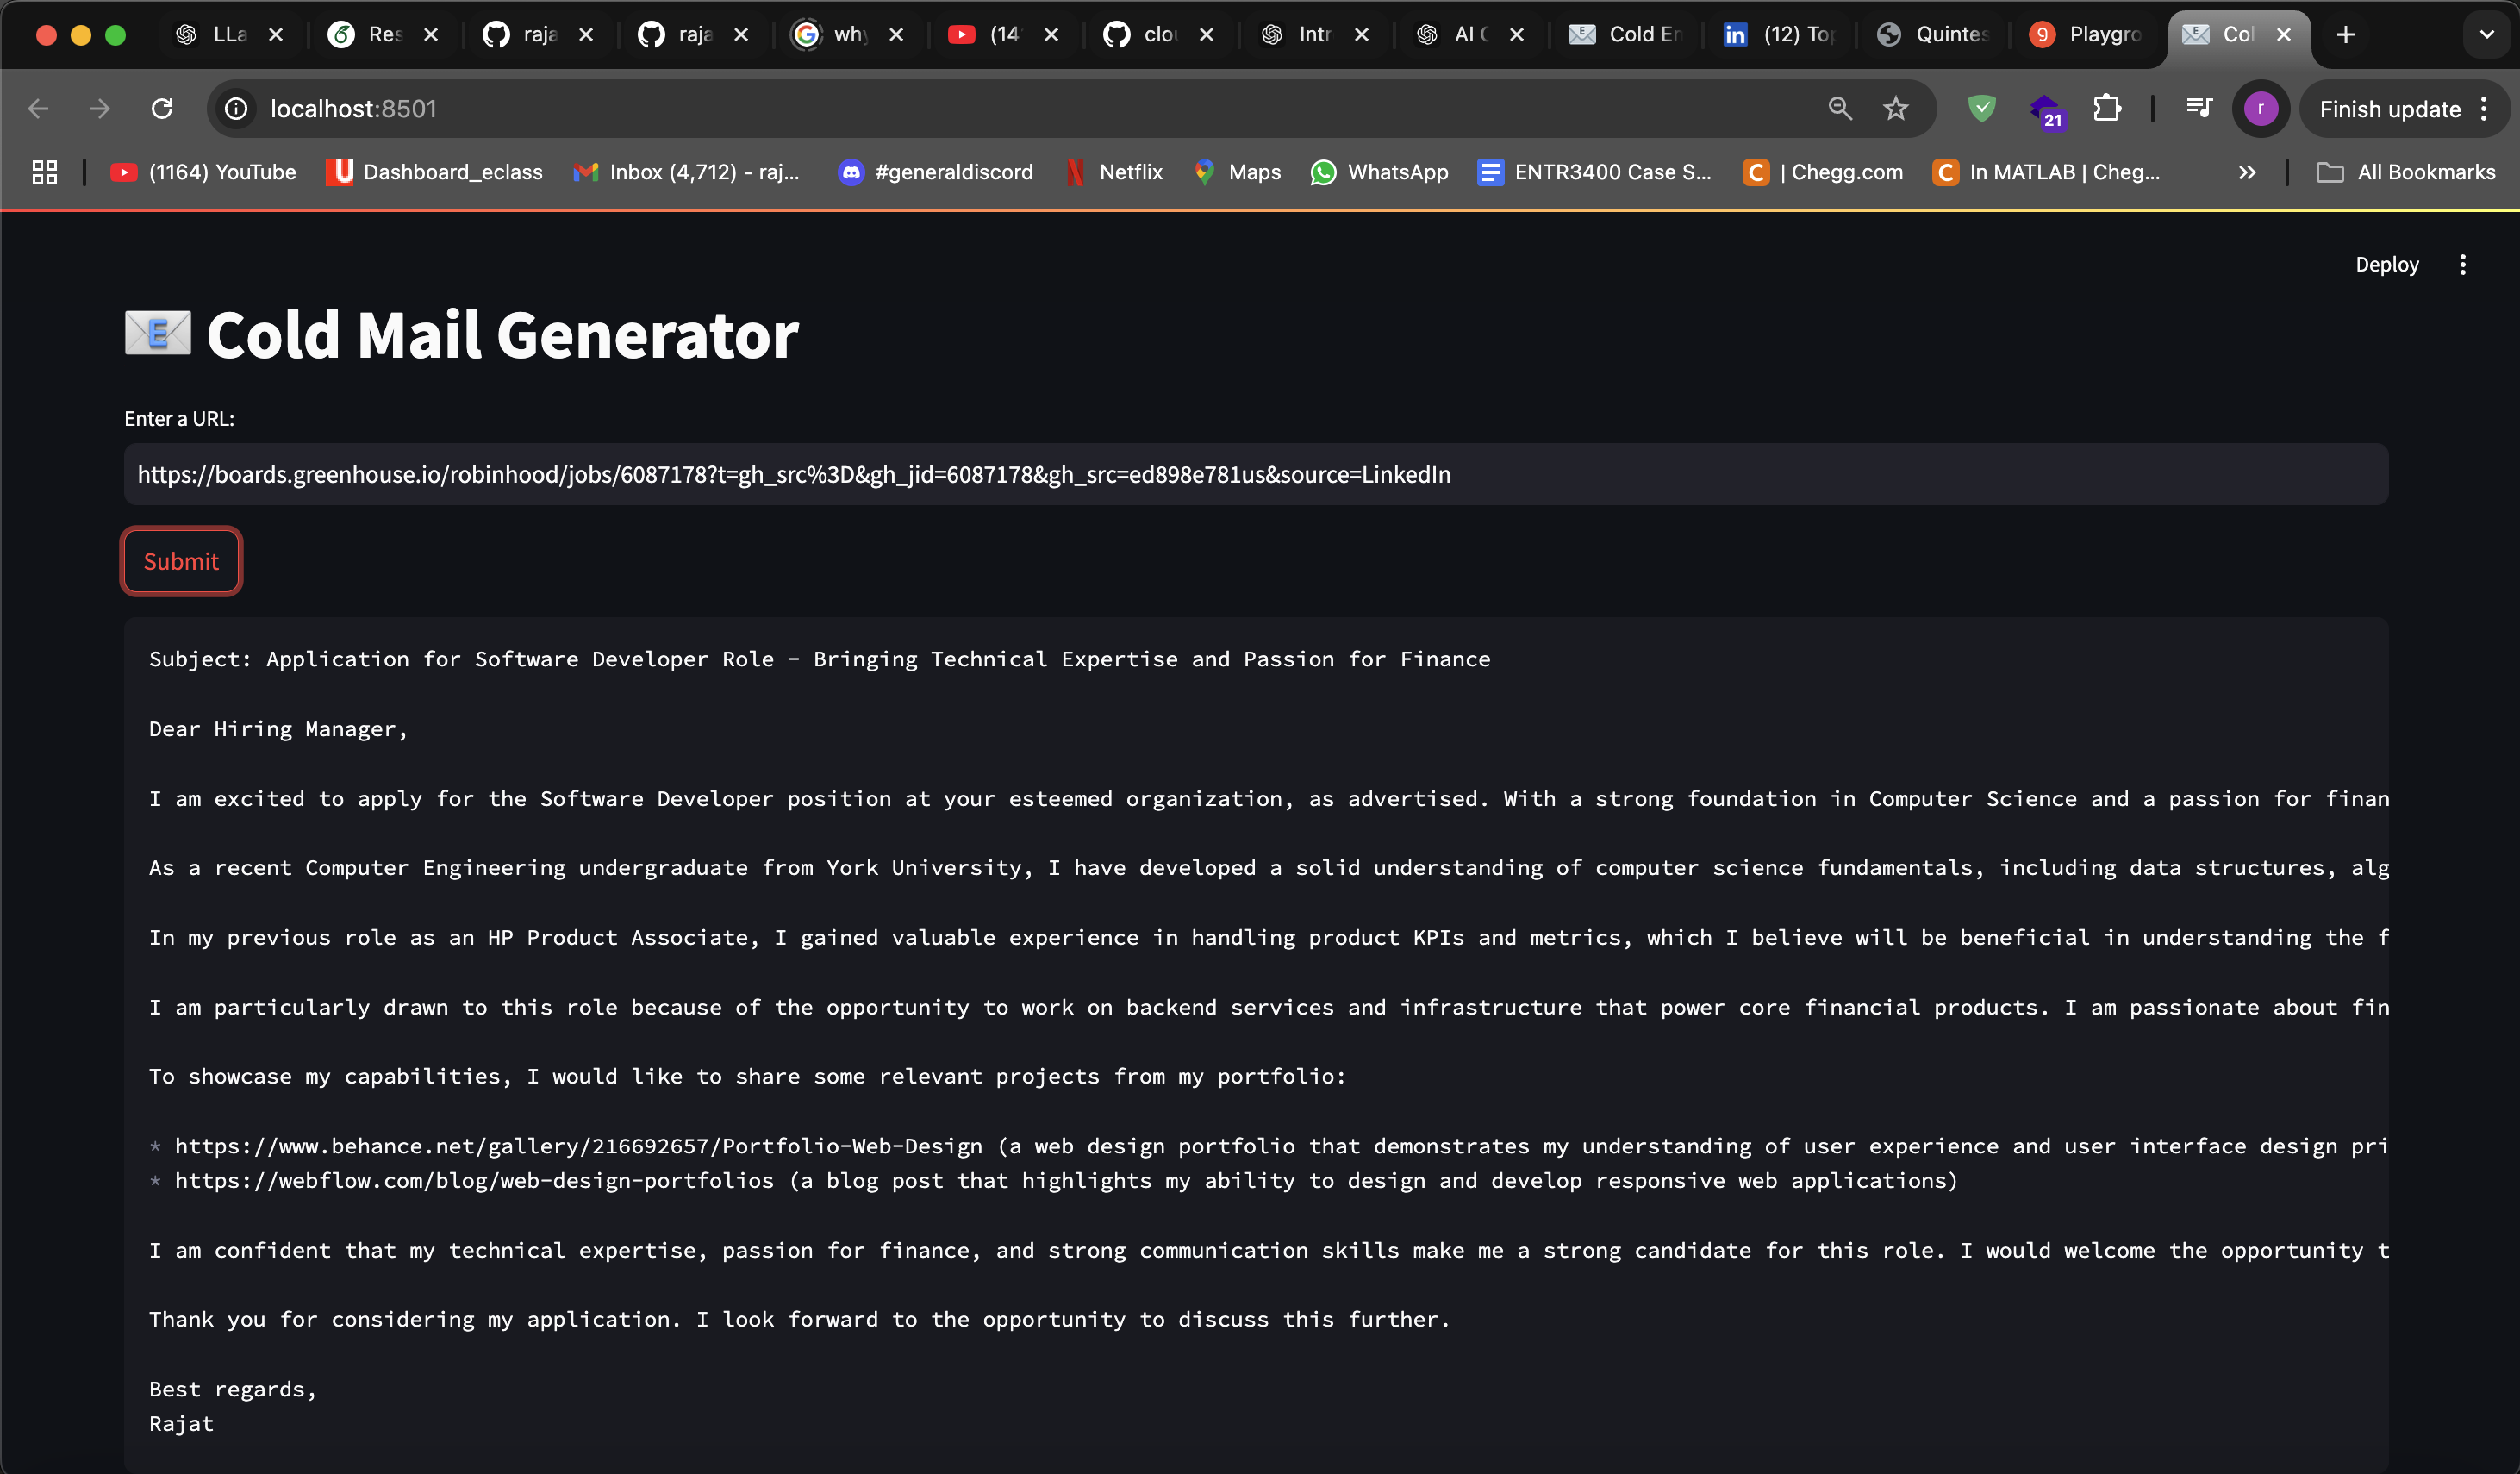 LLa
Res
raja
raja
why
(14
clou
Intr
AI
Cold Em
(12) Top
Quintes
Playgro
Col
localhost:8501
21
r
Finish update
(1164) YouTube
Dashboard_eclass
Inbox (4,712) - raj...
#generaldiscord
Netflix
Maps
WhatsApp
ENTR3400 Case S...
| Chegg.com
In MATLAB | Cheg...
All Bookmarks
Deploy
Cold Mail Generator
Enter a URL:
https://boards.greenhouse.io/robinhood/jobs/6087178?t=gh_src%3D&gh_jid=6087178&gh_src=ed898e781us&source=LinkedIn
Submit
Subject: Application for Software Developer Role - Bringing Technical Expertise and Passion for Finance
Dear Hiring Manager,
I am excited to apply for the Software Developer position at your esteemed organization, as advertised. With a strong foundation in Computer Science and a passion for finan
As a recent Computer Engineering undergraduate from York University, I have developed a solid understanding of computer science fundamentals, including data structures, alg
In my previous role as an HP Product Associate, I gained valuable experience in handling product KPIs and metrics, which I believe will be beneficial in understanding the f
I am particularly drawn to this role because of the opportunity to work on backend services and infrastructure that power core financial products. I am passionate about fin
To showcase my capabilities, I would like to share some relevant projects from my portfolio:
* https://www.behance.net/gallery/216692657/Portfolio-Web-Design (a web design portfolio that demonstrates my understanding of user experience and user interface design pri
* https://webflow.com/blog/web-design-portfolios (a blog post that highlights my ability to design and develop responsive web applications)
I am confident that my technical expertise, passion for finance, and strong communication skills make me a strong candidate for this role. I would welcome the opportunity t
Thank you for considering my application. I look forward to the opportunity to discuss this further.
Best regards,
Rajat